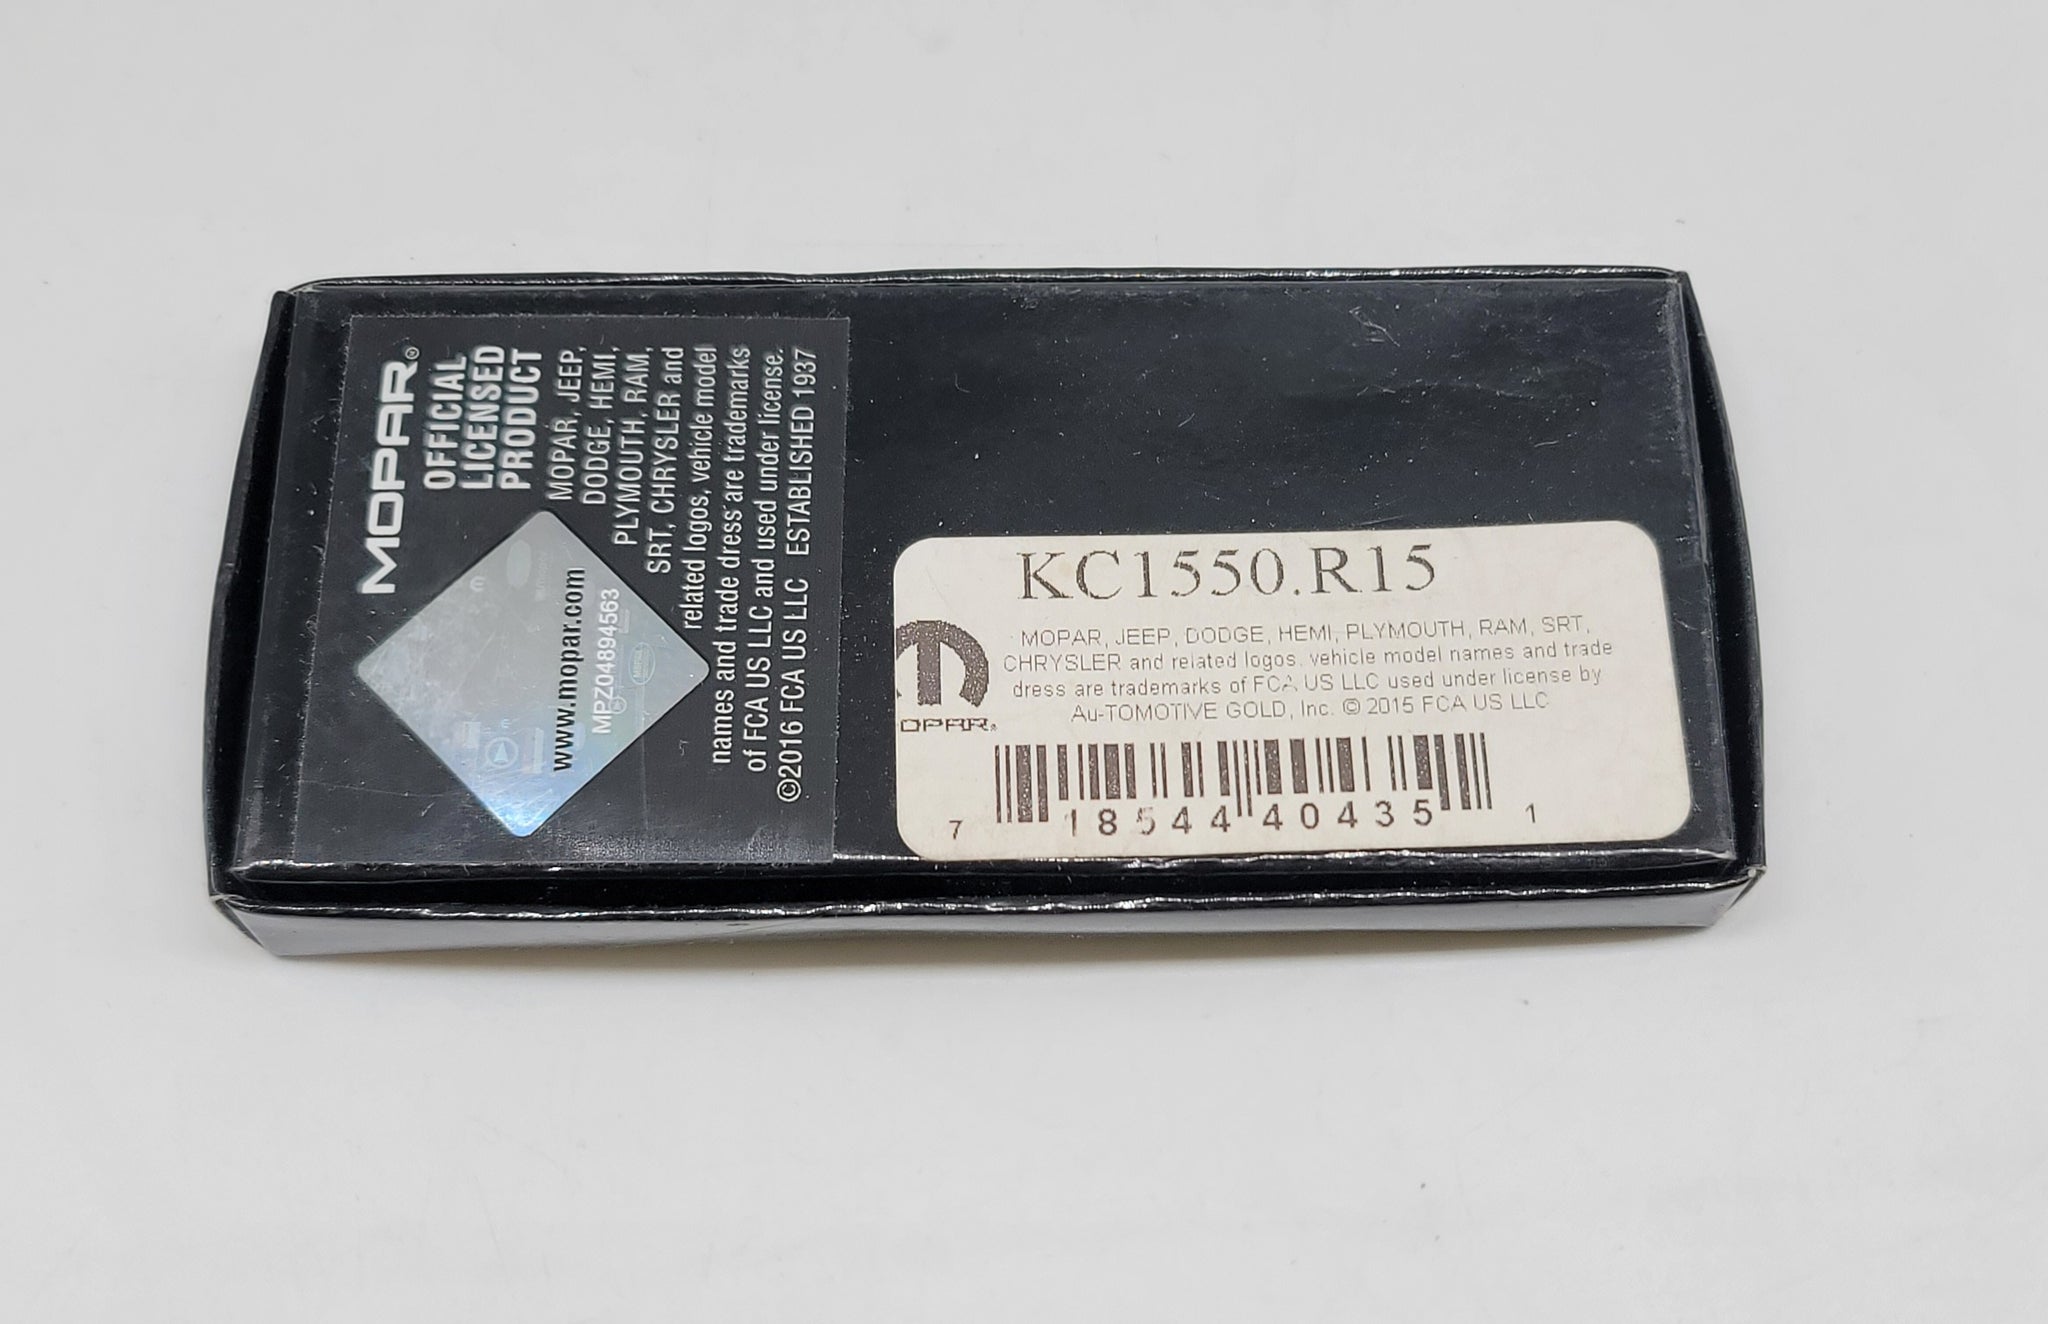 MOPAR®
OFFICIAL
LICENSED
PRODUCT
MOPAR, JEEP,
DODGE, HEMI,
PLYMOUTH, RAM,
SRT, CHRYSLER and
related logos, vehicle model
names and trade dress are trademarks
of FCA US LLC and used under license.
©2016 FCA US LLC ESTABLISHED 1937
www.mopar.com
MPZ04894563
KC1550.R15
MOPAR, JEEP, DODGE, HEMI, PLYMOUTH, RAM, SRT,
CHRYSLER and related logos, vehicle model names and trade
dress are trademarks of FCA US LLC used under license by
Au-TOMOTIVE GOLD, Inc. © 2015 FCA US LLC
OPAR®
7 18544 40435 1